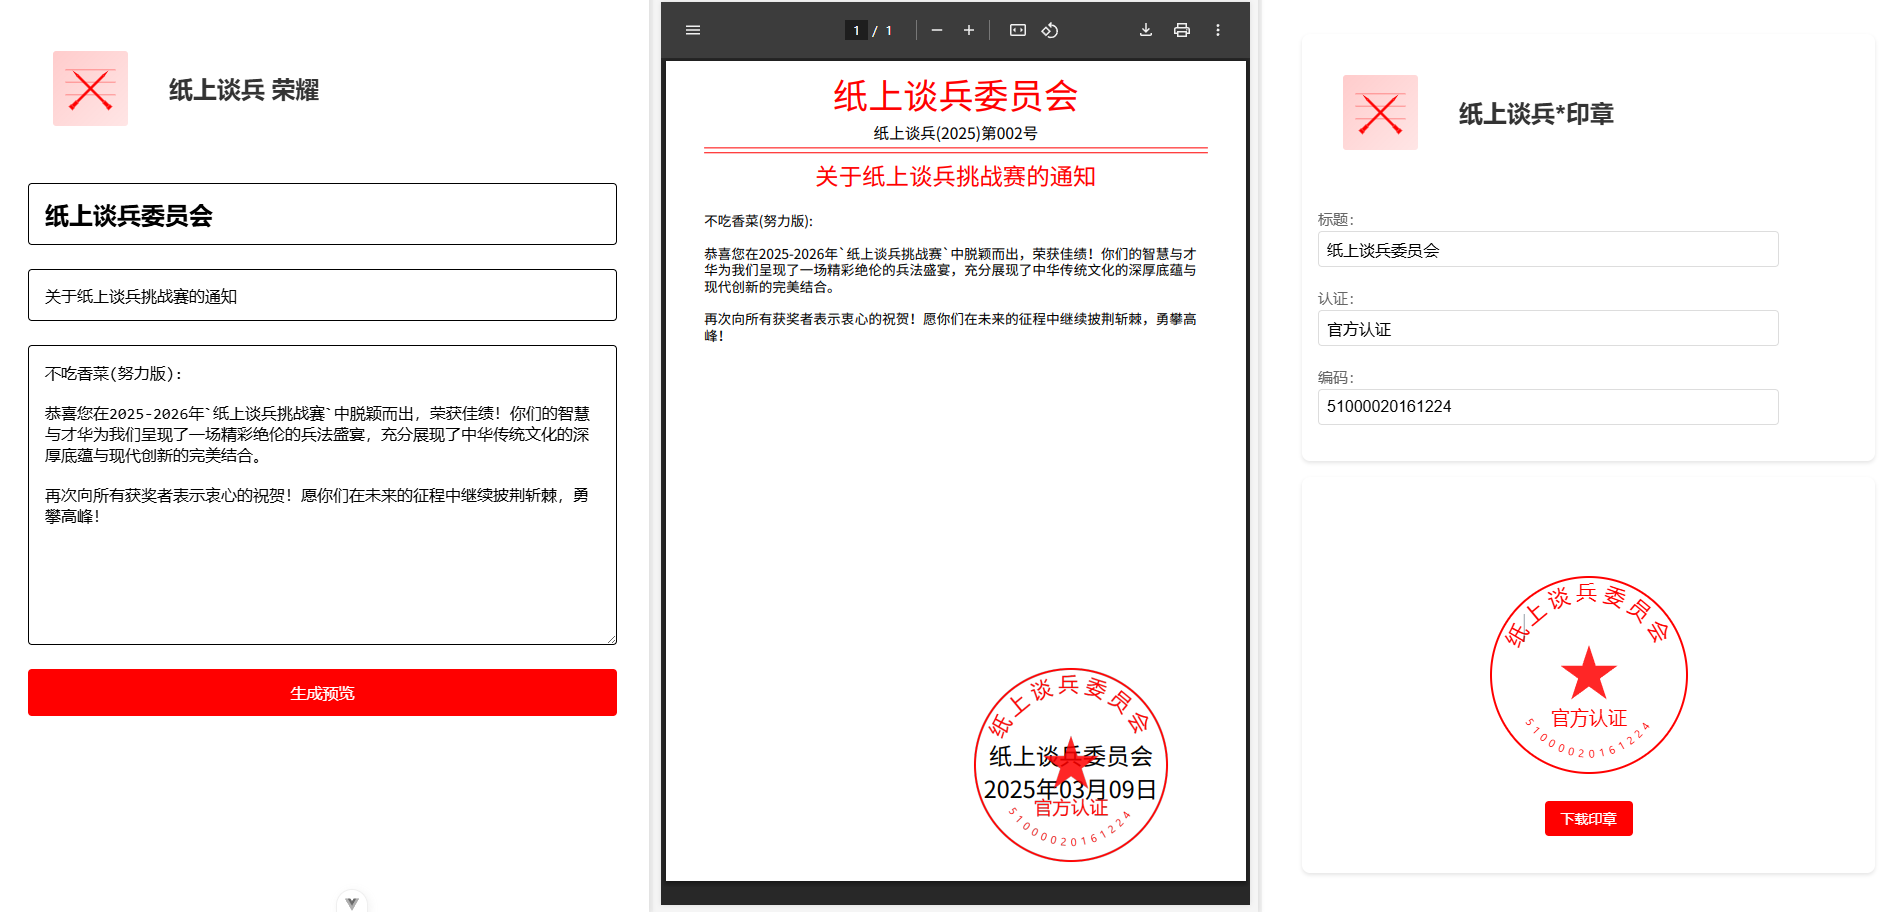 纸上谈兵 荣耀
纸上谈兵委员会
关于纸上谈兵挑战赛的通知
不吃香菜(努力版):
恭喜您在2025-2026年`纸上谈兵挑战赛`中脱颖而出，荣获佳绩！你们的智慧
与才华为我们呈现了一场精彩绝伦的兵法盛宴，充分展现了中华传统文化的深
厚底蕴与现代创新的完美结合。
再次向所有获奖者表示衷心的祝贺！愿你们在未来的征程中继续披荆斩棘，勇
攀高峰！
生成预览
1 / 1
纸上谈兵委员会
纸上谈兵(2025)第002号
关于纸上谈兵挑战赛的通知
不吃香菜(努力版):
恭喜您在2025-2026年`纸上谈兵挑战赛`中脱颖而出，荣获佳绩！你们的智慧与才
华为我们呈现了一场精彩绝伦的兵法盛宴，充分展现了中华传统文化的深厚底蕴与
现代创新的完美结合。
再次向所有获奖者表示衷心的祝贺！愿你们在未来的征程中继续披荆斩棘，勇攀高
峰！
纸上谈兵委员会
纸上谈兵委员会
2025年03月09日
官方认证
51000020161224
纸上谈兵*印章
标题：
纸上谈兵委员会
认证：
官方认证
编码：
51000020161224
纸上谈兵委员会
官方认证
51000020161224
下载印章